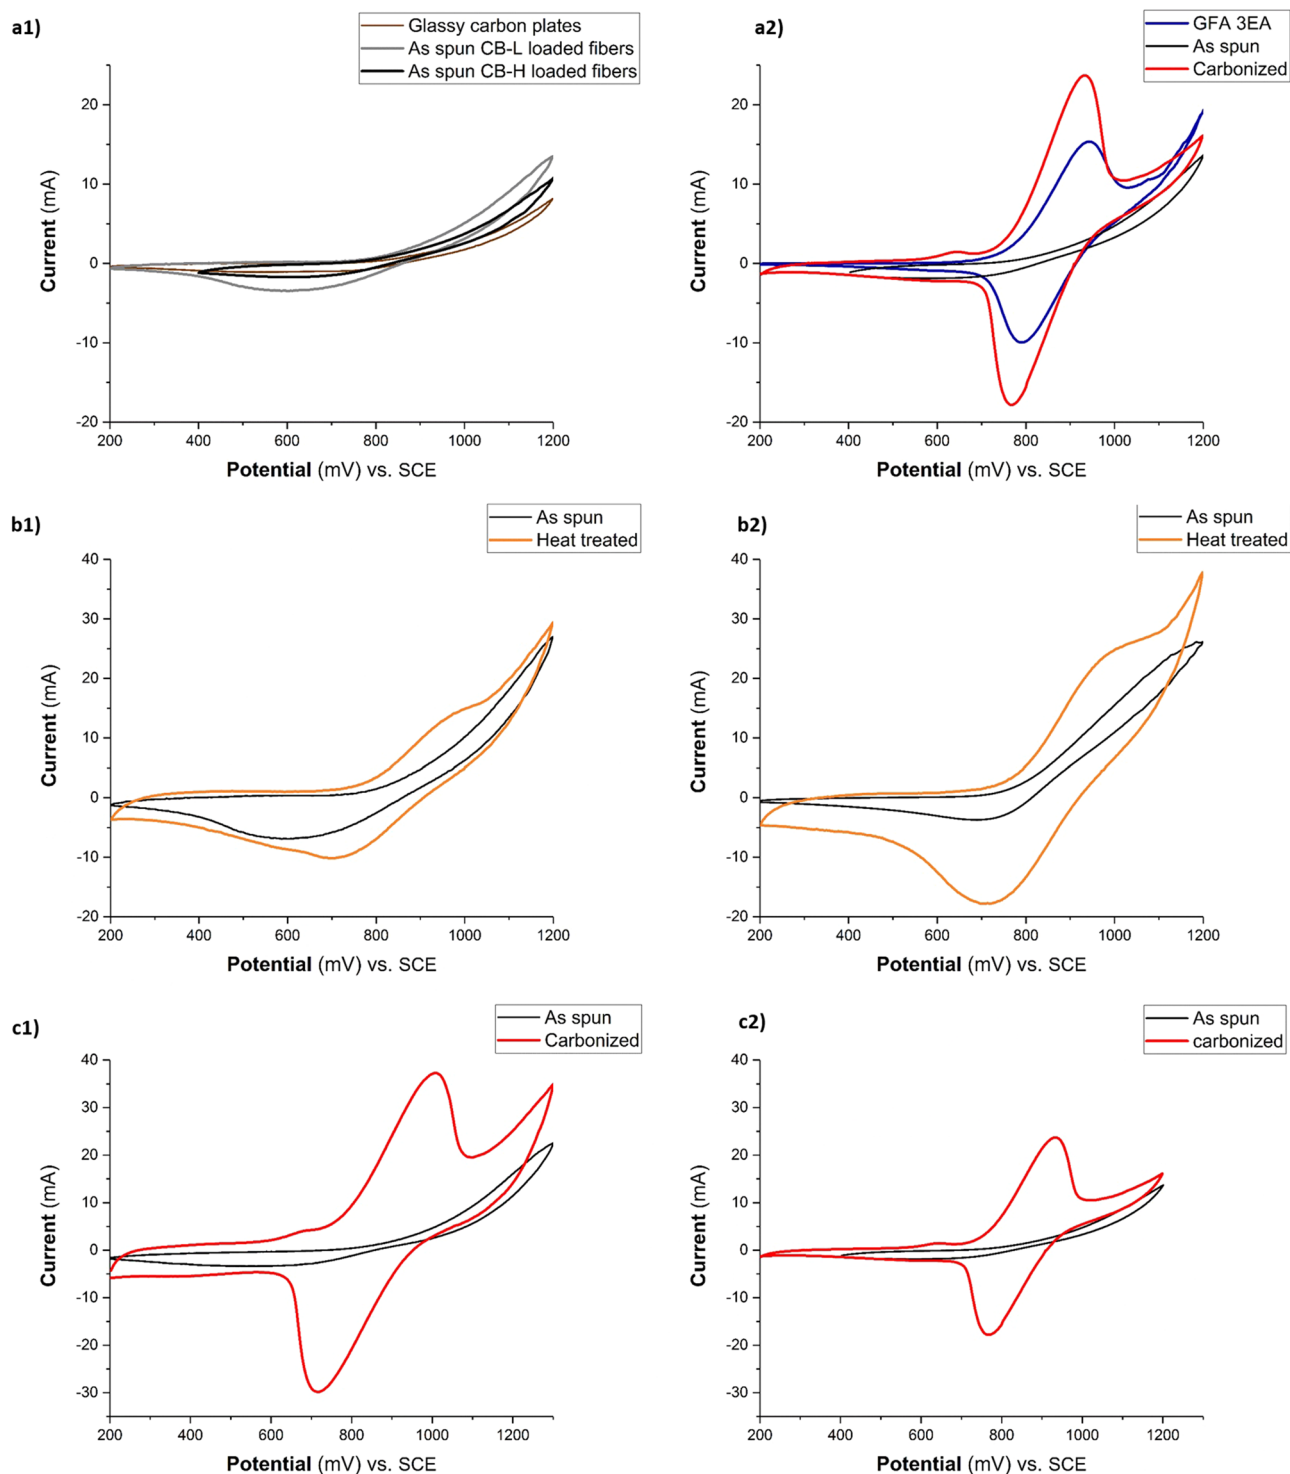 a1)
Glassy carbon plates
As spun CB-L loaded fibers
As spun CB-H loaded fibers
20
10
0
-10
-20
Current (mA)
200 400 600 800 1000 1200
Potential (mV) vs. SCE
a2)
GFA 3EA
As spun
Carbonized
20
10
0
-10
-20
Current (mA)
200 400 600 800 1000 1200
Potential (mV) vs. SCE
b1)
As spun
Heat treated
40
30
20
10
0
-10
-20
Current (mA)
200 400 600 800 1000 1200
Potential (mV) vs. SCE
b2)
As spun
Heat treated
40
30
20
10
0
-10
-20
Current (mA)
200 400 600 800 1000 1200
Potential (mV) vs. SCE
c1)
As spun
Carbonized
40
30
20
10
0
-10
-20
-30
Current (mA)
200 400 600 800 1000 1200
Potential (mV) vs. SCE
c2)
As spun
carbonized
40
30
20
10
0
-10
-20
-30
Current (mA)
200 400 600 800 1000 1200
Potential (mV) vs. SCE